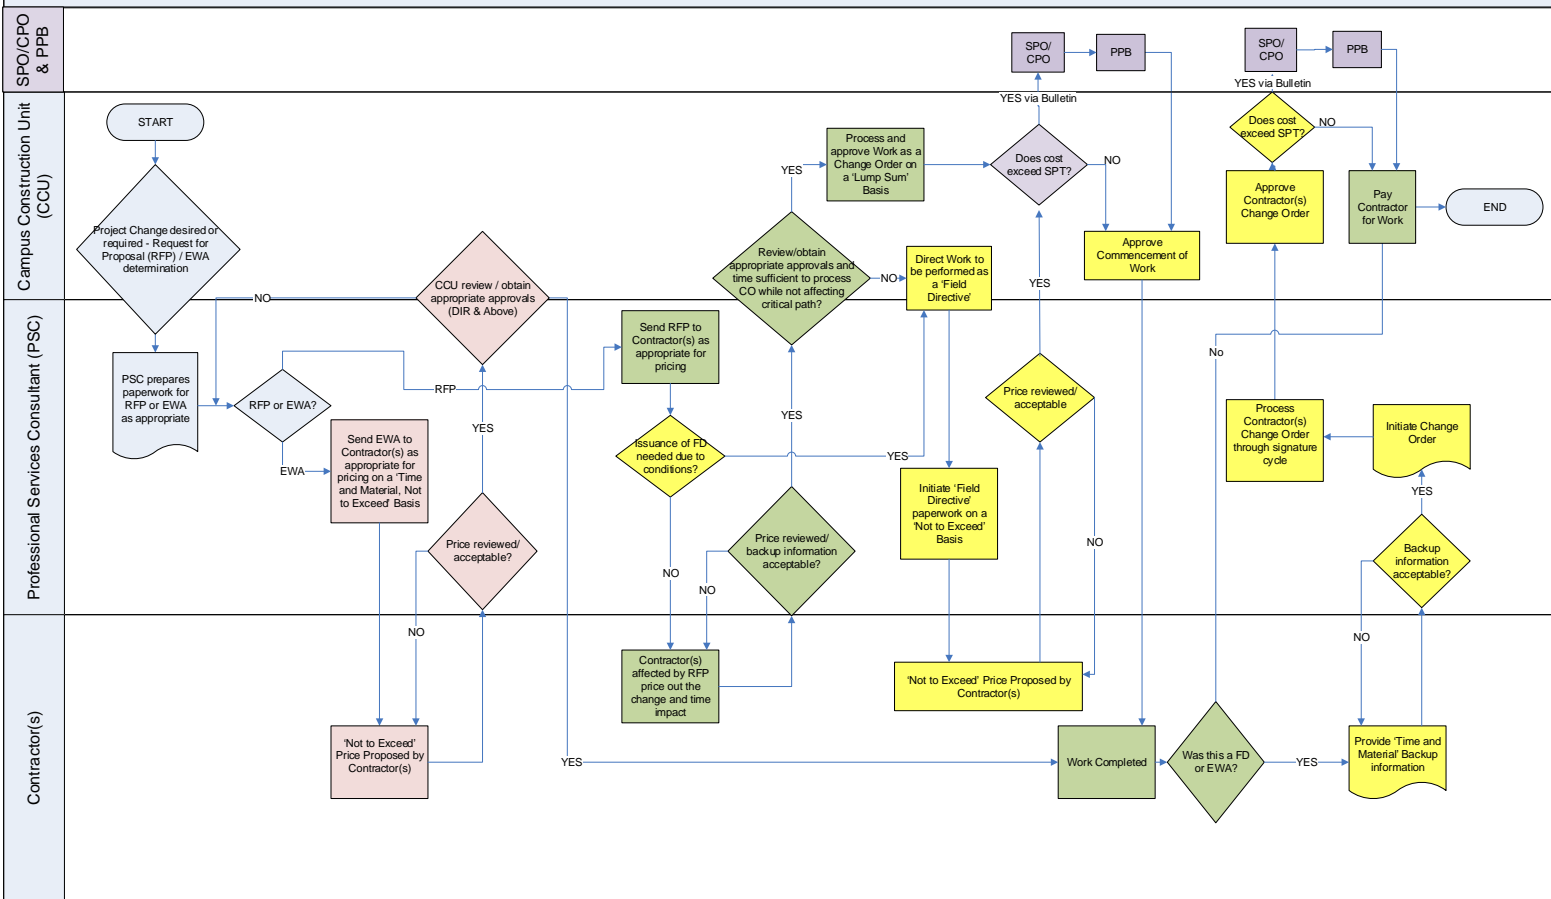 SPO/CPO
& PPB
SPO/
CPO
PPB
SPO/
CPO
PPB
YES via Bulletin
YES via Bulletin
Campus Construction Unit
(CCU)
START
Project Change desired or
required - Request for
Proposal (RFP) / EWA
determination
CCU review / obtain
appropriate approvals
(DIR & Above)
NO
Process and
approve Work as a
Change Order on
a ‘Lump Sum’
Basis
YES
Review/obtain
appropriate approvals and
time sufficient to process
CO while not affecting
critical path?
NO
Direct Work to
be performed as
a ‘Field
Directive’
Does cost
exceed SPT?
NO
YES
Approve
Commencement of
Work
Does cost
exceed SPT?
NO
Approve
Contractor(s)
Change Order
Pay
Contractor
for Work
END
Professional Services Consultant (PSC)
PSC prepares
paperwork for
RFP or EWA
as appropriate
RFP or EWA?
RFP
EWA
Send EWA to
Contractor(s) as
appropriate for
pricing on a ‘Time
and Material, Not
to Exceed’ Basis
YES
Price reviewed/
acceptable?
NO
Send RFP to
Contractor(s) as
appropriate for
pricing
Issuance of FD
needed due to
conditions?
YES
NO
YES
Price reviewed/
backup information
acceptable?
NO
Initiate ‘Field
Directive’
paperwork on a
‘Not to Exceed’
Basis
Price reviewed/
acceptable
NO
No
Process
Contractor(s)
Change Order
through signature
cycle
Initiate Change
Order
YES
Backup
information
acceptable?
NO
Contractor(s)
‘Not to Exceed’
Price Proposed by
Contractor(s)
YES
Contractor(s)
affected by RFP
price out the
change and time
impact
‘Not to Exceed’ Price Proposed by
Contractor(s)
Work Completed
Was this a FD
or EWA?
YES
Provide ‘Time and
Material’ Backup
information